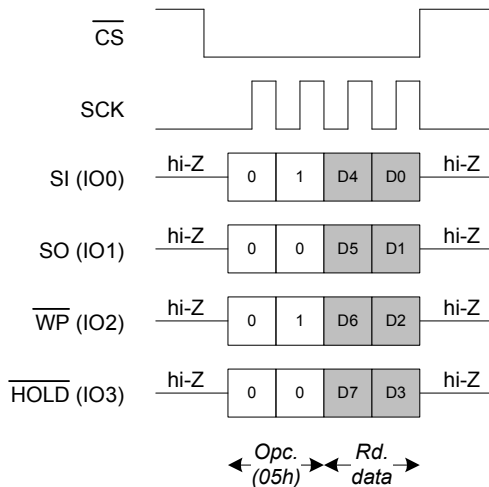 CS
SCK
SI (IO0) hi-Z 0 1 D4 D0 hi-Z
SO (IO1) hi-Z 0 0 D5 D1 hi-Z
WP (IO2) hi-Z 0 1 D6 D2 hi-Z
HOLD (IO3) hi-Z 0 0 D7 D3 hi-Z
Opc. Rd.
(05h) data